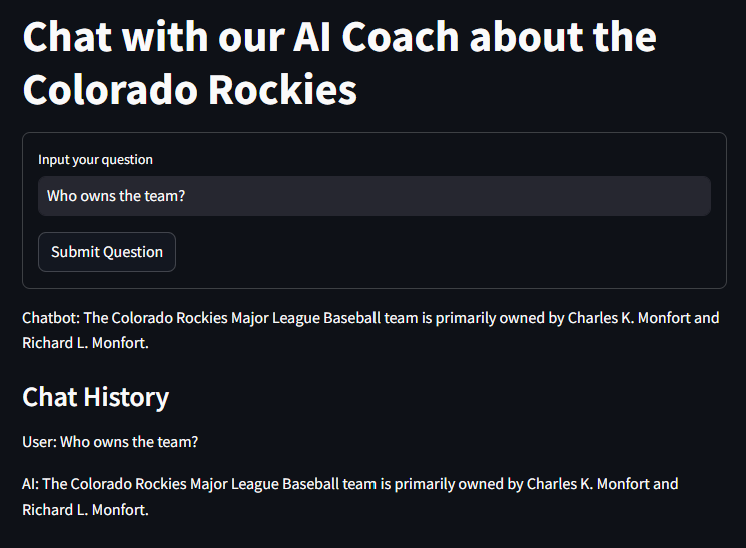 Chat with our AI Coach about the
Colorado Rockies
Input your question
Who owns the team?
Submit Question
Chatbot: The Colorado Rockies Major League Baseball team is primarily owned by Charles K. Monfort and
Richard L. Monfort.
Chat History
User: Who owns the team?
AI: The Colorado Rockies Major League Baseball team is primarily owned by Charles K. Monfort and
Richard L. Monfort.